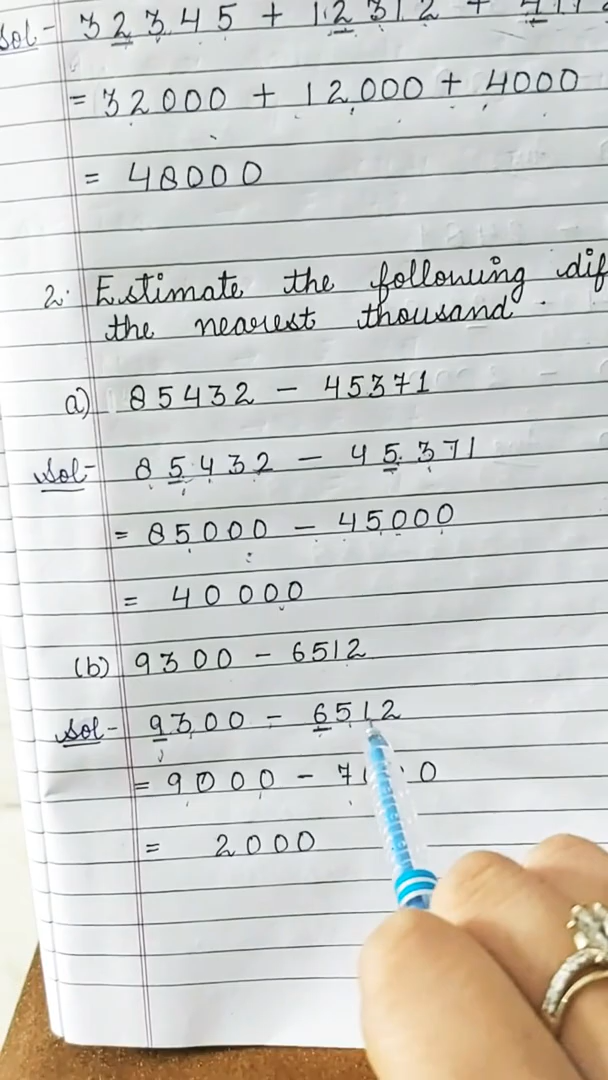 Sol- 32345 + 12312 +
= 32000 + 12,000 + 4000
= 48000
2. Estimate the following
the nearest thousand.
a) 85432 - 45371
Sol- 85432 - 45371
= 85000 - 45000
= 40000
(b) 9300 - 6512
Sol- 9300 - 6512
= 9000 - 7 0
= 2000